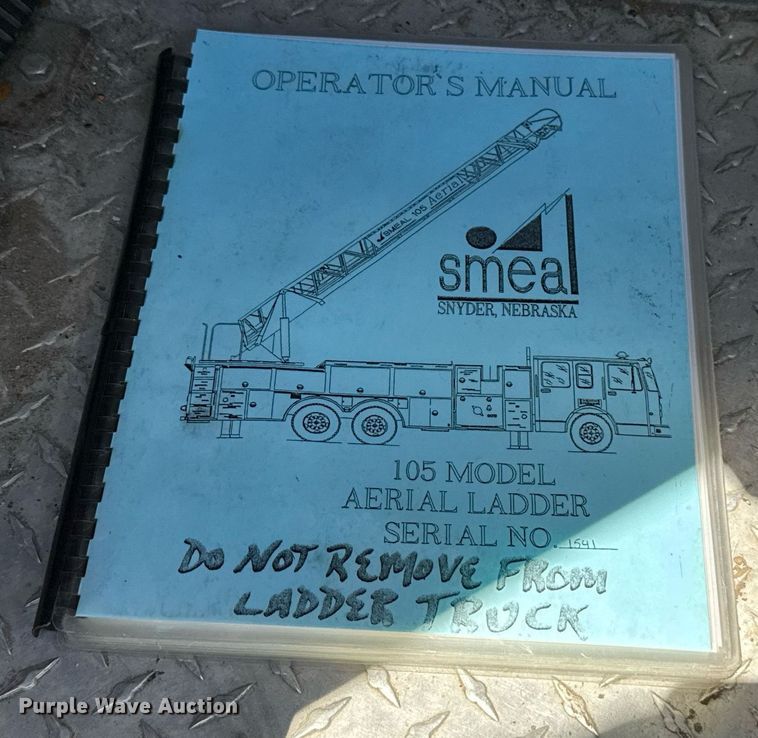 OPERATOR'S MANUAL
SMEAL 105 Aerial
smeal
SNYDER, NEBRASKA
105 MODEL
AERIAL LADDER
SERIAL NO. 1591
DO NOT REMOVE FROM
LADDER TRUCK
Purple Wave Auction